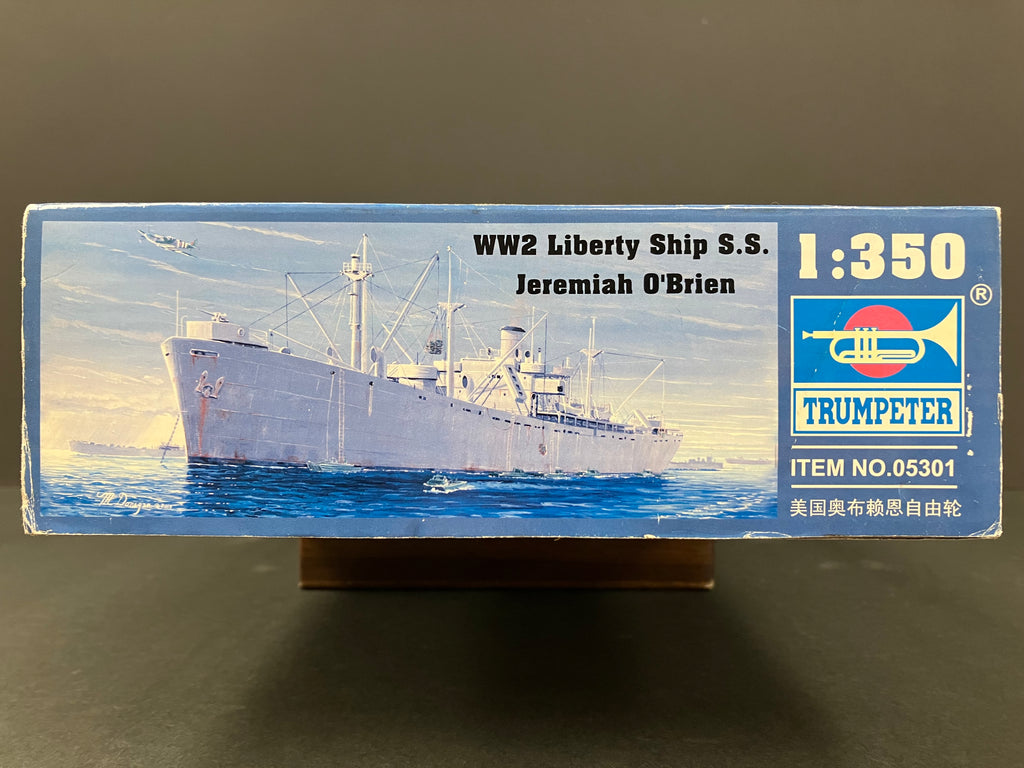 WW2 Liberty Ship S.S.
Jeremiah O'Brien
1:350
®
TRUMPETER
ITEM NO.05301
美国奥布赖恩自由轮